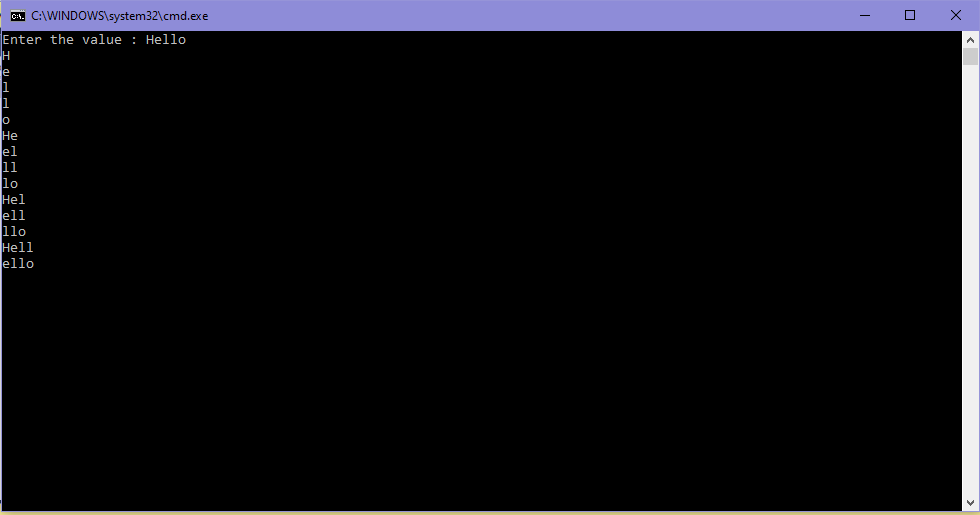 C:\WINDOWS\system32\cmd.exe
Enter the value : Hello
H
e
l
l
o
He
el
ll
lo
Hel
ell
llo
Hell
ello